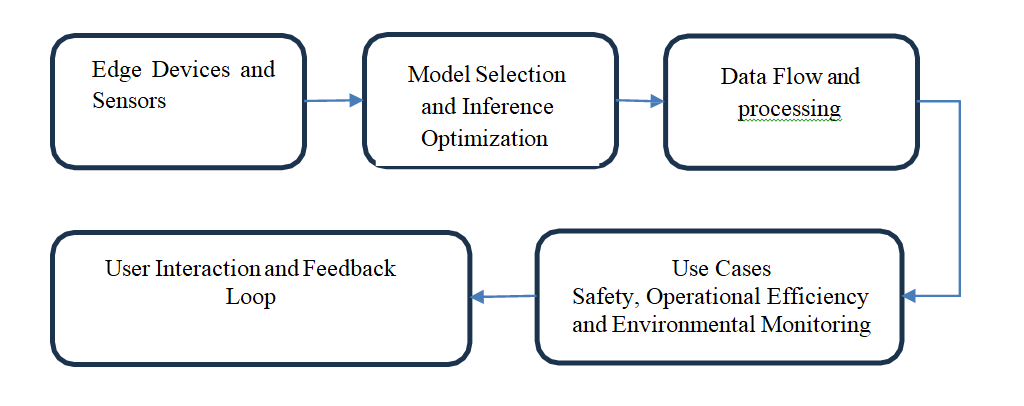 Edge Devices and
Sensors
Model Selection
and Inference
Optimization
Data Flow and
processing
Use Cases
Safety, Operational Efficiency
and Environmental Monitoring
User Interaction and Feedback
Loop